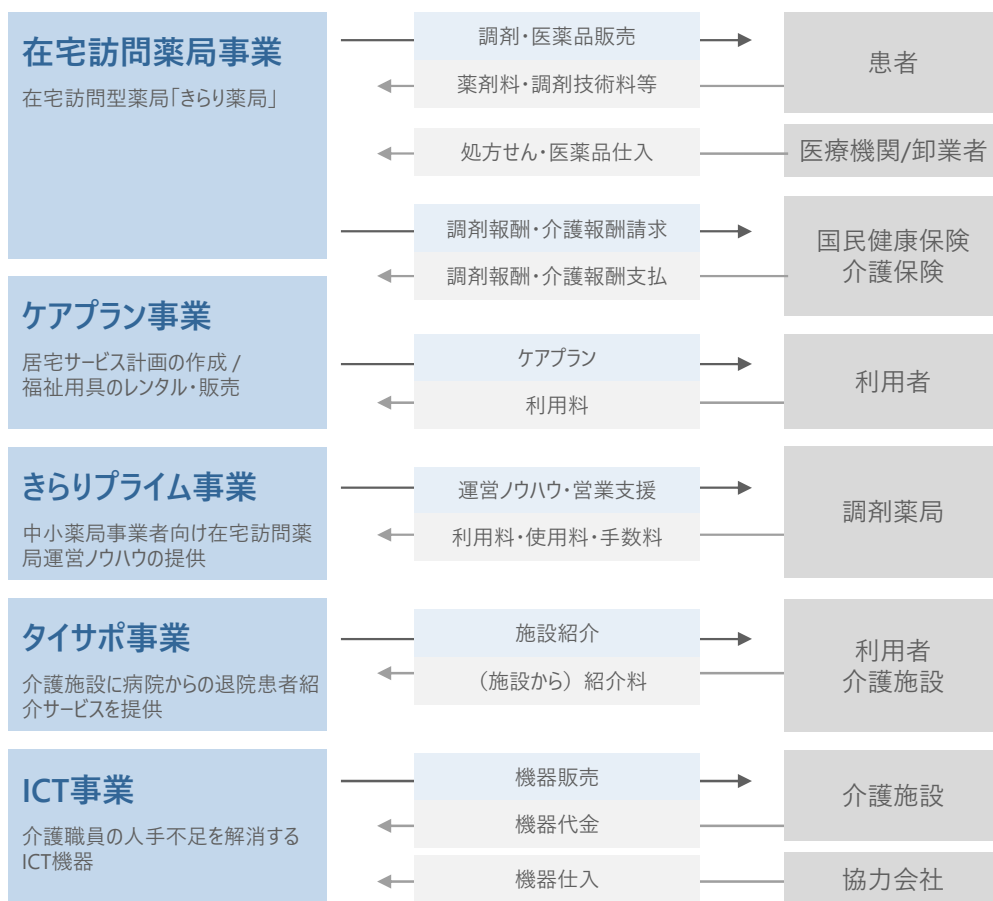 在宅訪問薬局事業
在宅訪問型薬局「きらり薬局」
調剤・医薬品販売
薬剤料・調剤技術料等
患者
処方せん・医薬品仕入
医療機関/卸業者
調剤報酬・介護報酬請求
調剤報酬・介護報酬支払
国民健康保険
介護保険
ケアプラン事業
居宅サービス計画の作成 /
福祉用具のレンタル・販売
ケアプラン
利用料
利用者
きらりプライム事業
中小薬局事業者向け在宅訪問薬
局運営ノウハウの提供
運営ノウハウ・営業支援
利用料・使用料・手数料
調剤薬局
タイサポ事業
介護施設に病院からの退院患者紹
介サービスを提供
施設紹介
（施設から）紹介料
利用者
介護施設
ICT事業
介護職員の人手不足を解消する
ICT機器
機器販売
機器代金
介護施設
機器仕入
協力会社